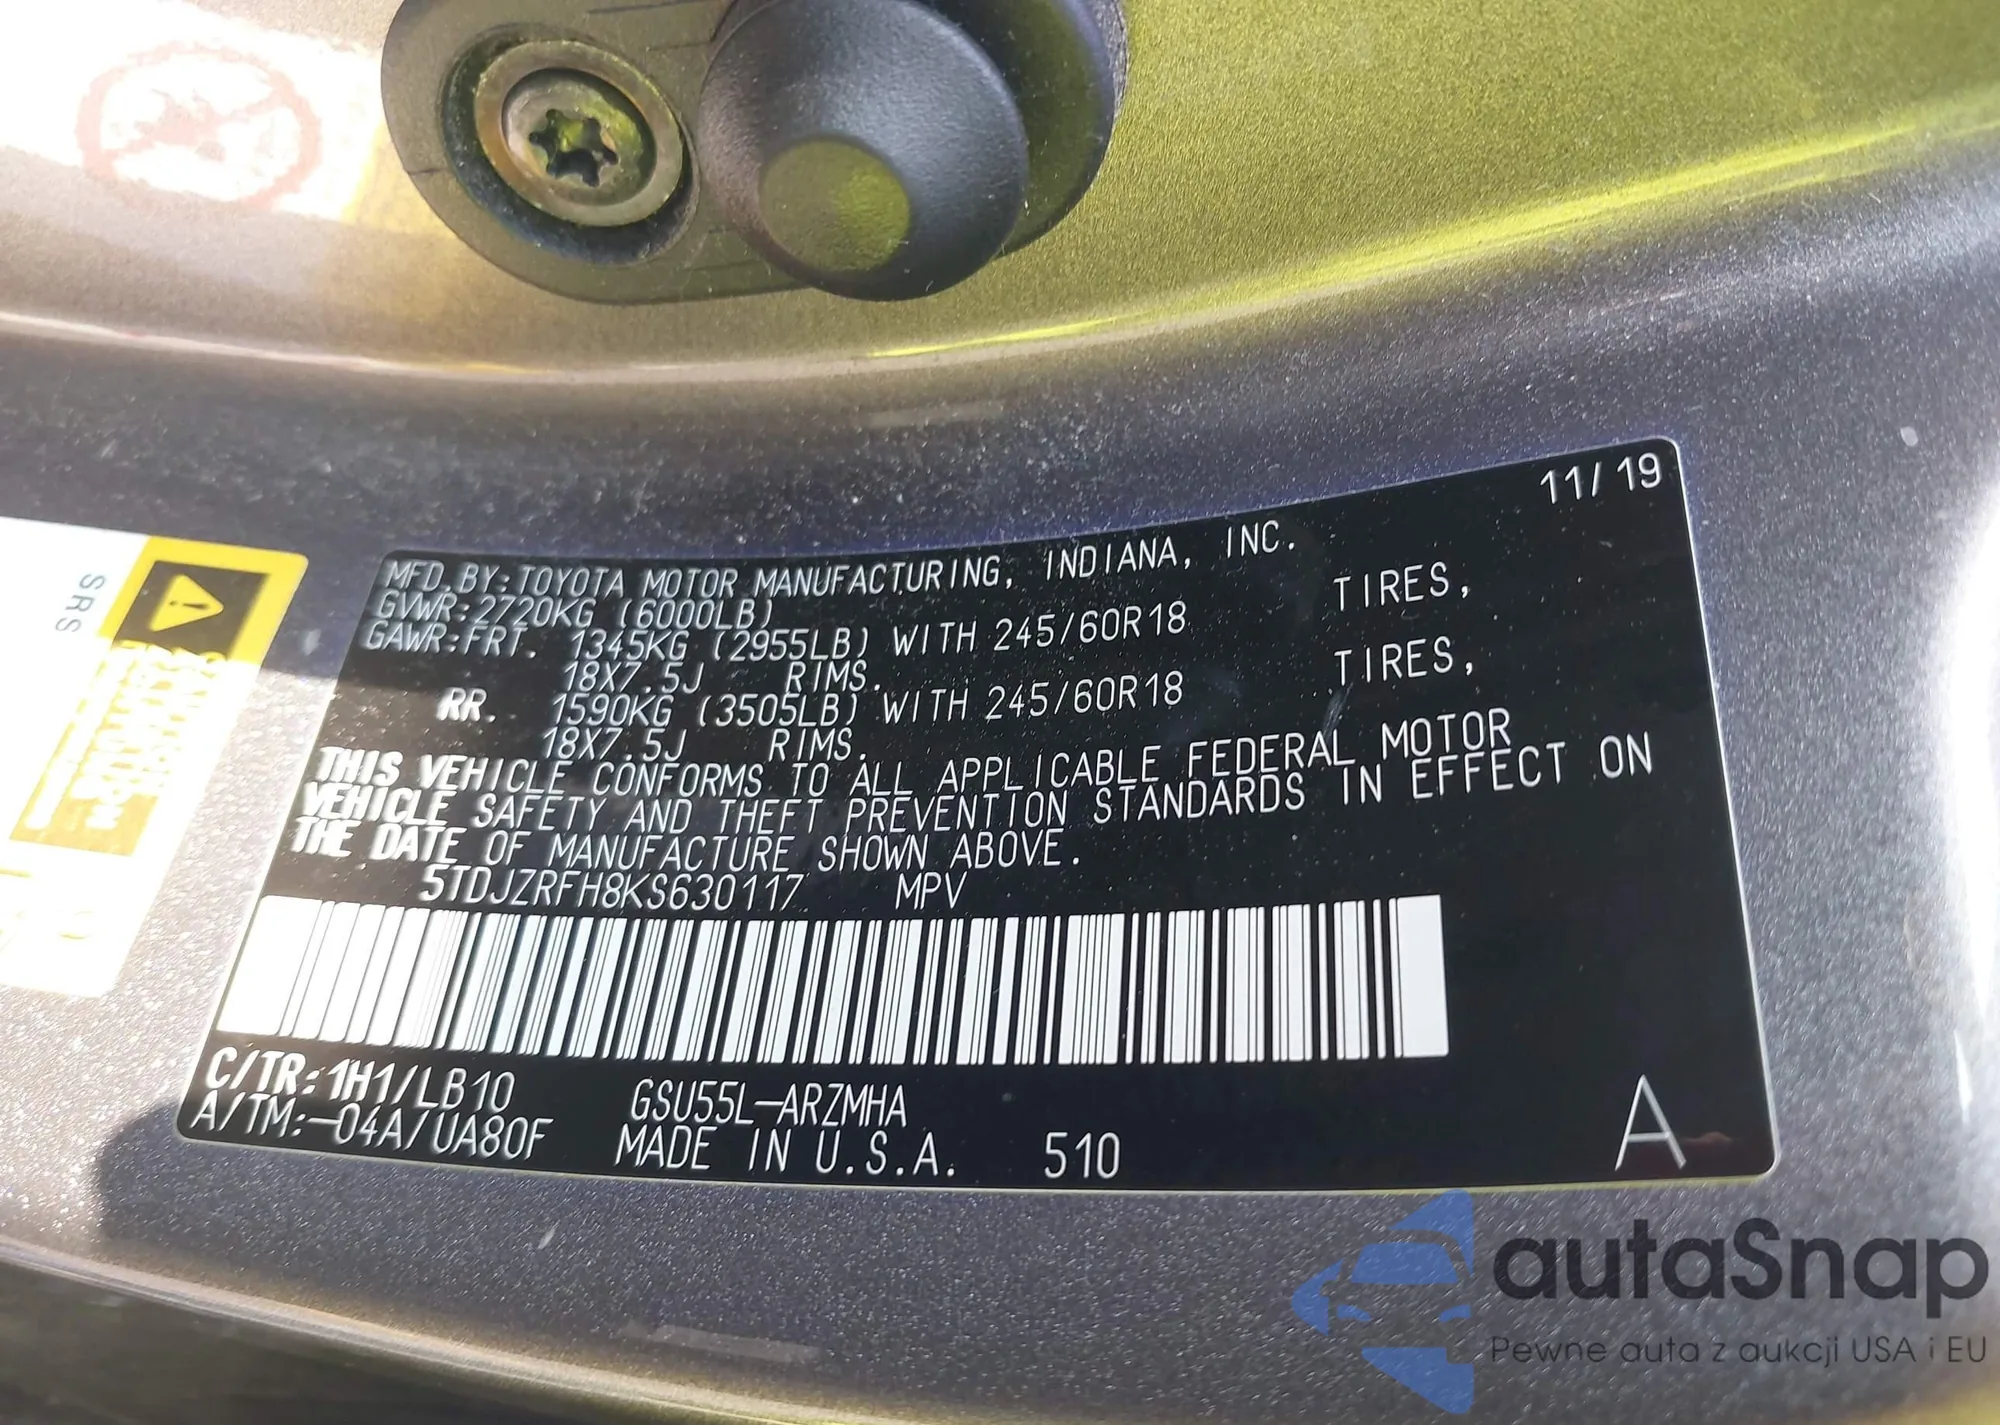 11/19
MFD. BY: TOYOTA MOTOR MANUFACTURING, INDIANA, INC.
GVWR: 2720KG (6000LB)
GAWR: FRT. 1345KG (2955LB) WITH 245/60R18 TIRES,
18X7.5J RIMS.
RR. 1590KG (3505LB) WITH 245/60R18 TIRES,
18X7.5J RIMS.
THIS VEHICLE CONFORMS TO ALL APPLICABLE FEDERAL MOTOR
VEHICLE SAFETY AND THEFT PREVENTION STANDARDS IN EFFECT ON
THE DATE OF MANUFACTURE SHOWN ABOVE.
5TDJZRFH8KS630117 MPV
C/TR: 1H1/LB10 GSU55L-ARZMHA
A/TM: -04A/UA80F MADE IN U.S.A. 510 A
SRS
autaSnap
Pewne auta z aukcji USA i EU